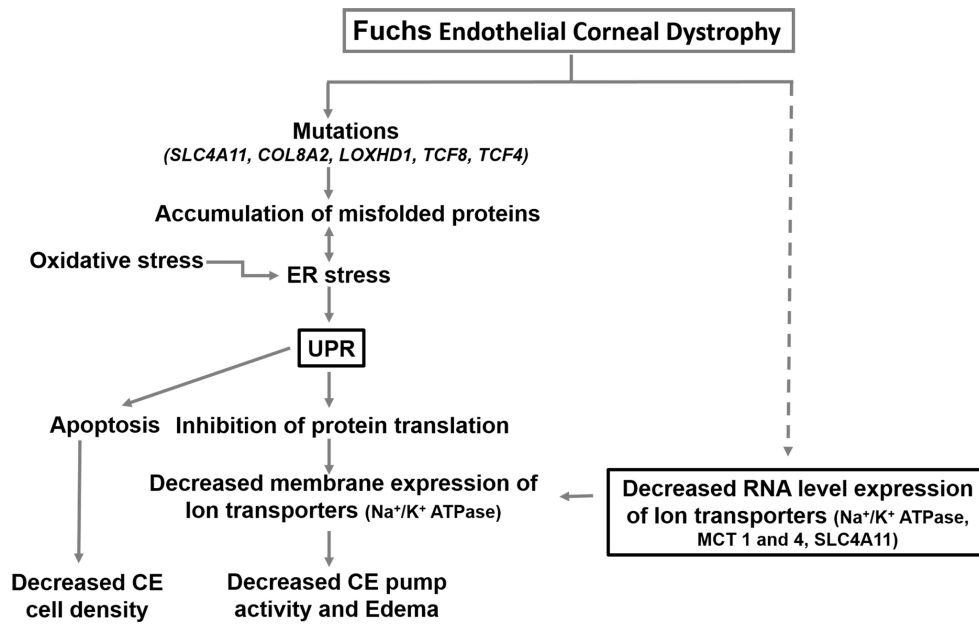 Fuchs Endothelial Corneal Dystrophy
Mutations
(SLC4A11, COL8A2, LOXHD1, TCF8, TCF4)
Accumulation of misfolded proteins
Oxidative stress
ER stress
UPR
Apoptosis
Inhibition of protein translation
Decreased membrane expression of
Ion transporters (Na⁺/K⁺ ATPase)
Decreased RNA level expression
of Ion transporters (Na⁺/K⁺ ATPase,
MCT 1 and 4, SLC4A11)
Decreased CE
cell density
Decreased CE pump
activity and Edema